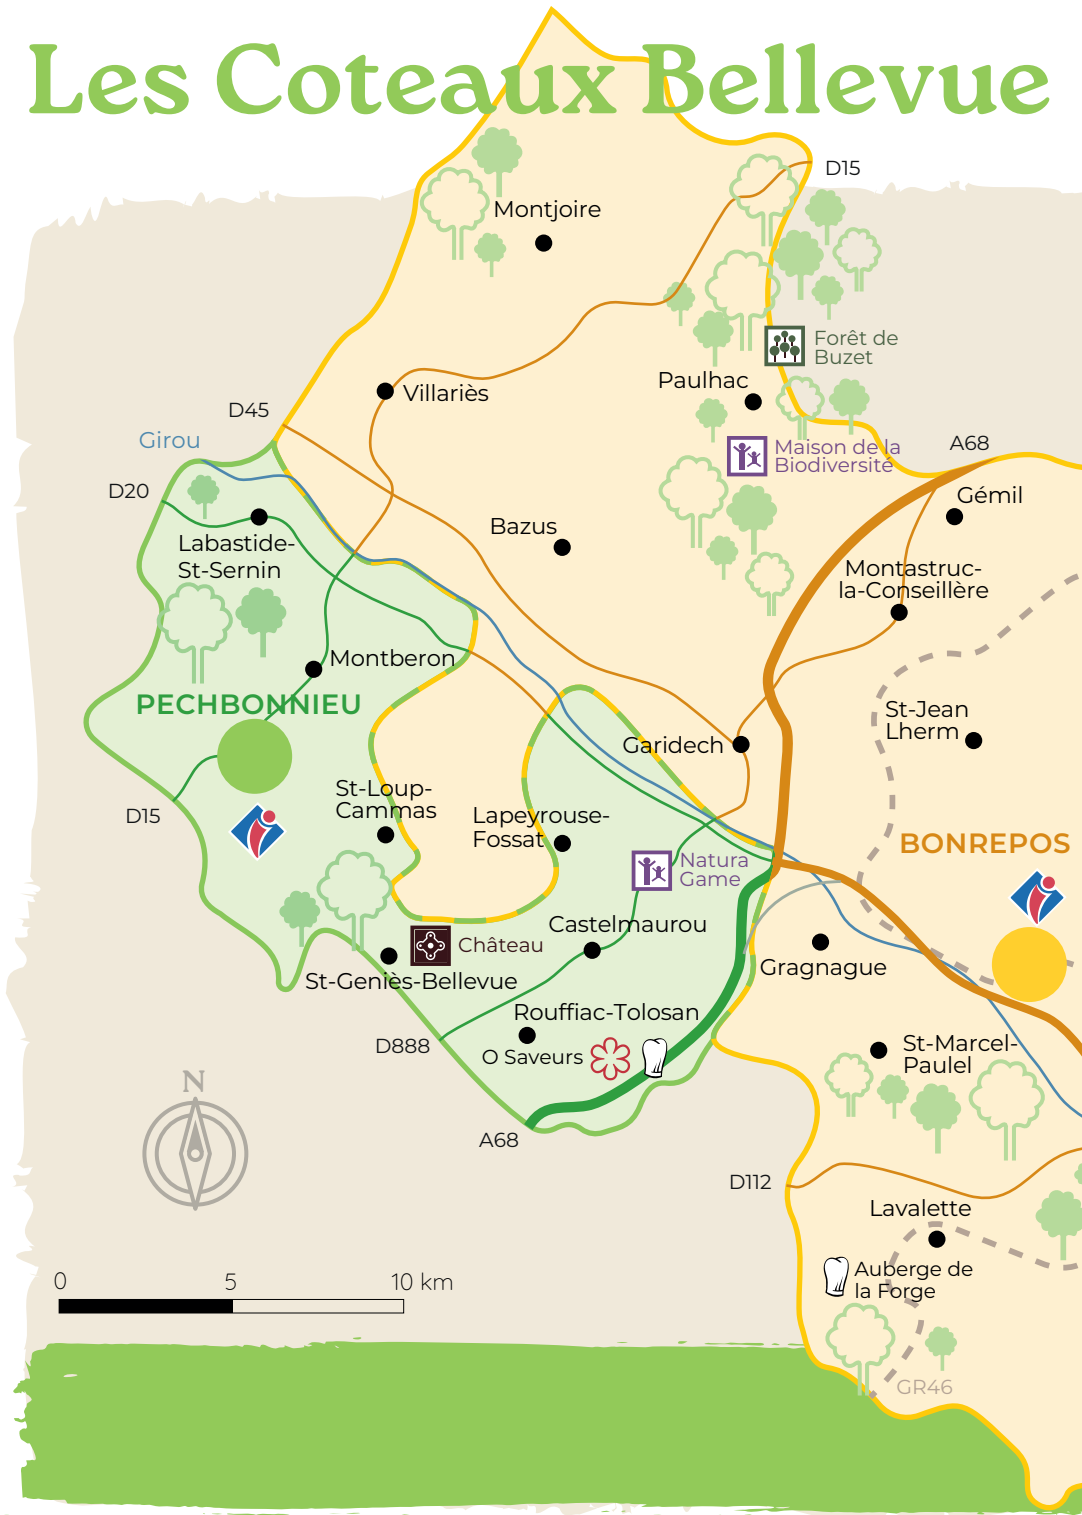 Les Coteaux Bellevue
D15
Montjoire
Forêt de
Buzet
Paulhac
Villariès
D45
Girou
Maison de la
Biodiversité
A68
D20
Gémil
Bazus
Labastide-
St-Sernin
Montastruc-
la-Conseillère
Montberon
PECHBONNIEU
St-Jean
Lherm
Garidech
St-Loup-
Cammas
D15
Lapeyrouse-
Fossat
BONREPOS
Natura
Game
Castelmaurou
Château
St-Geniès-Bellevue
Gragnague
Rouffiac-Tolosan
D888
O Saveurs
St-Marcel-
Paulel
N
A68
D112
Lavalette
Auberge de
la Forge
0 5 10 km
GR46